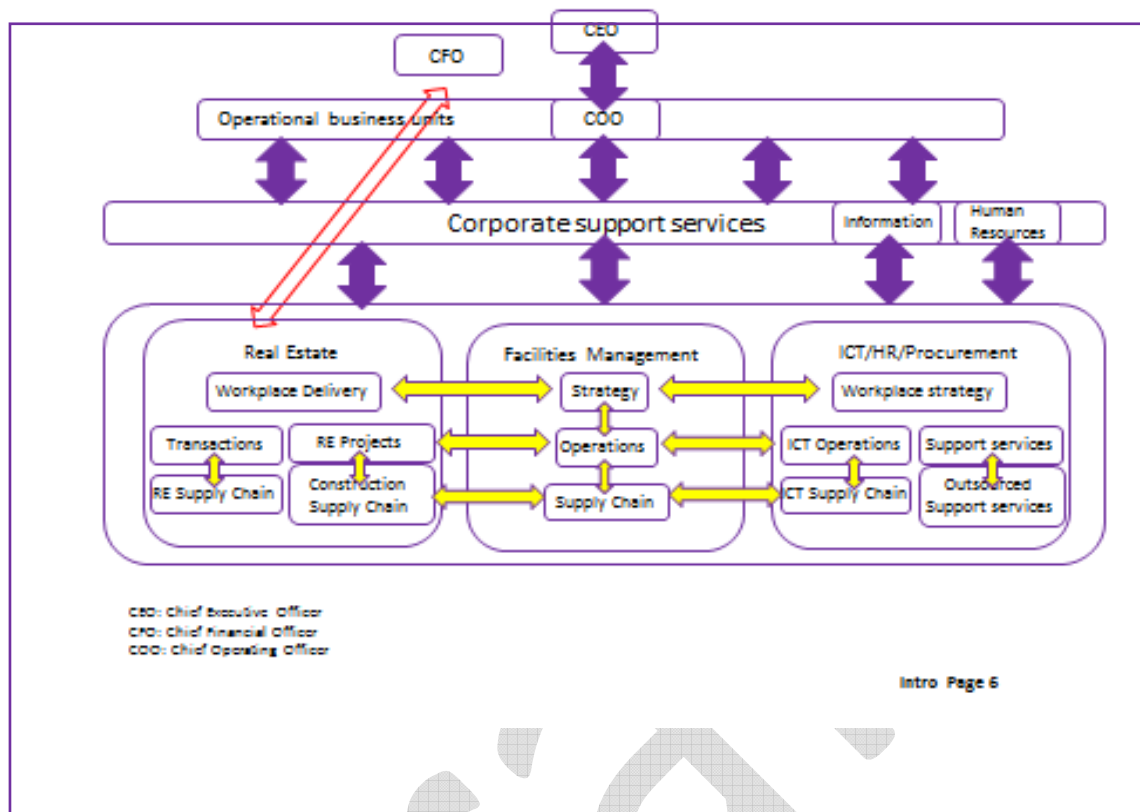 CEO
CFO
Operational business units
COO
Corporate support services
Information
Human
Resources
Real Estate
Facilities Management
ICT/HR/Procurement
Workplace Delivery
Strategy
Workplace strategy
Transactions
RE Projects
Operations
ICT Operations
Support services
RE Supply Chain
Construction
Supply Chain
Supply Chain
ICT Supply Chain
Outsourced
Support services
CEO: Chief Executive Officer
CFO: Chief Financial Officer
COO: Chief Operating Officer
Intro Page 6